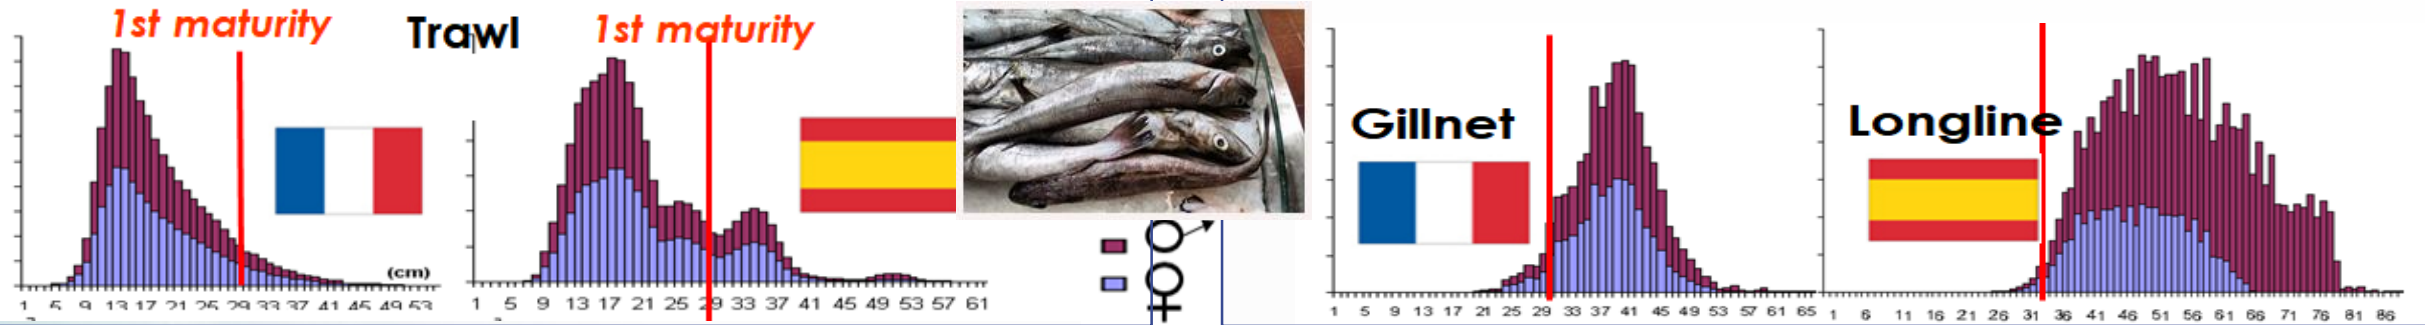 1st maturity
Trawl
1st maturity
Gillnet
Longline
(cm)
1 5 9 13 17 21 25 29 33 37 41 45 49 53
1 5 9 13 17 21 25 29 33 37 41 45 49 53 57 61
♂
♀
1 5 9 13 17 21 25 29 33 37 41 45 49 53 57 61 65
1 6 11 16 21 26 31 36 41 46 51 56 61 66 71 76 81 86